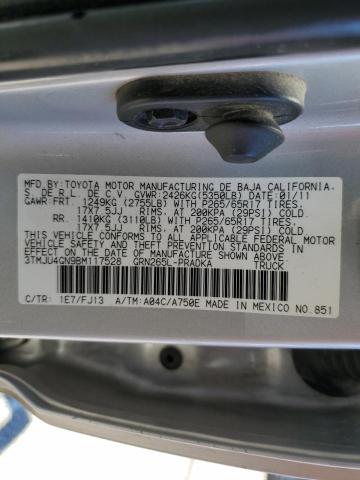 MFD.BY:TOYOTA MOTOR MANUFACTURING DE BAJA CALIFORNIA.
S. DE R.L. DE C.V. GVWR:2426KG(5350LB) DATE:01/11
GAWR:FRT. 1249KG (2755LB) WITH P265/65R17 TIRES.
17X7.5JJ RIMS. AT 200KPA (29PSI) COLD.
RR. 1410KG (3110LB) WITH P265/65R17 TIRES.
17X7.5JJ RIMS. AT 200KPA (29PSI) COLD.
THIS VEHICLE CONFORMS TO ALL APPLICABLE FEDERAL MOTOR
VEHICLE SAFETY AND THEFT PREVENTION STANDARDS IN
EFFECT ON THE DATE OF MANUFACTURE SHOWN ABOVE.
3TMJU4GN9BM117528 GRN265L-PRADKA TRUCK
C/TR: 1E7/FJ13 A/TM:A04C/A750E MADE IN MEXICO NO.851